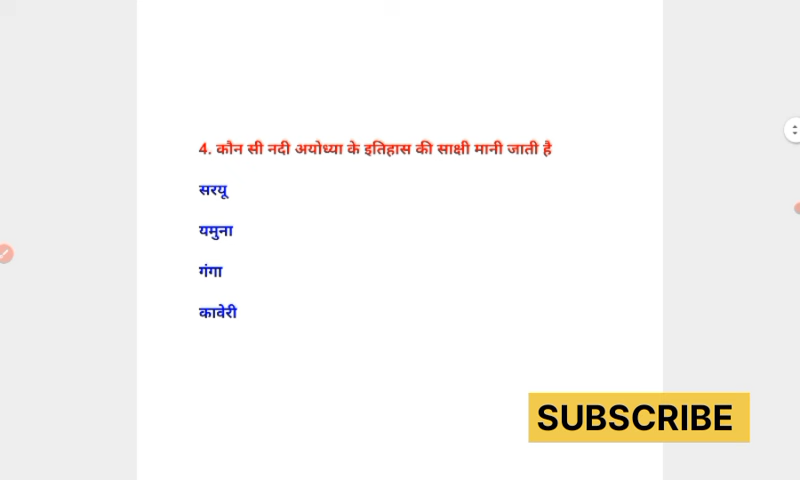 4. कौन सी नदी अयोध्या के इतिहास की साक्षी मानी जाती है
सरयू
यमुना
गंगा
कावेरी
SUBSCRIBE